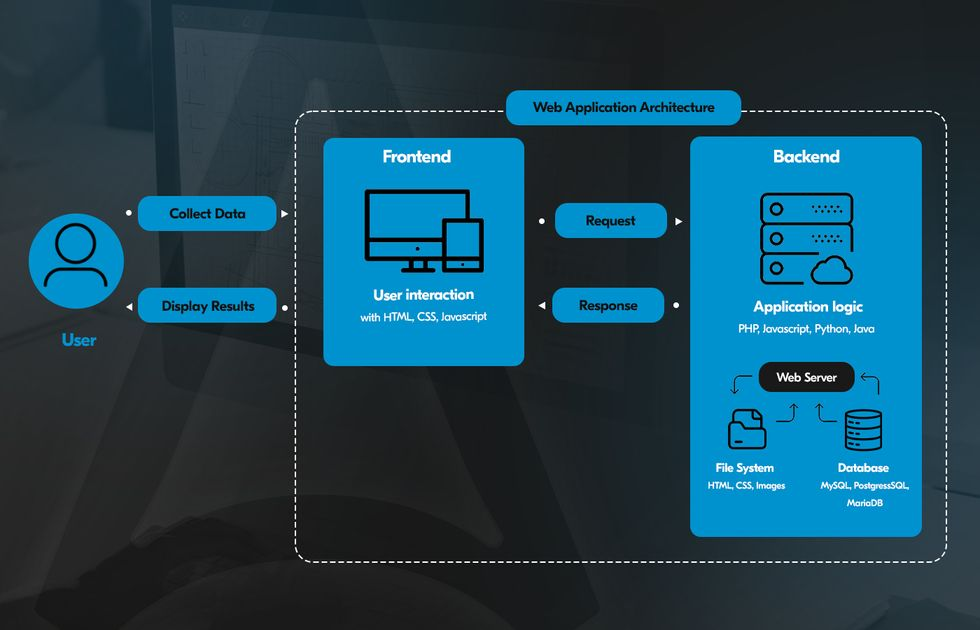 Web Application Architecture
Frontend
Backend
Collect Data
Request
Display Results
Response
User
User interaction
with HTML, CSS, Javascript
Application logic
PHP, Javascript, Python, Java
Web Server
File System
HTML, CSS, Images
Database
MySQL, PostgressSQL,
MariaDB